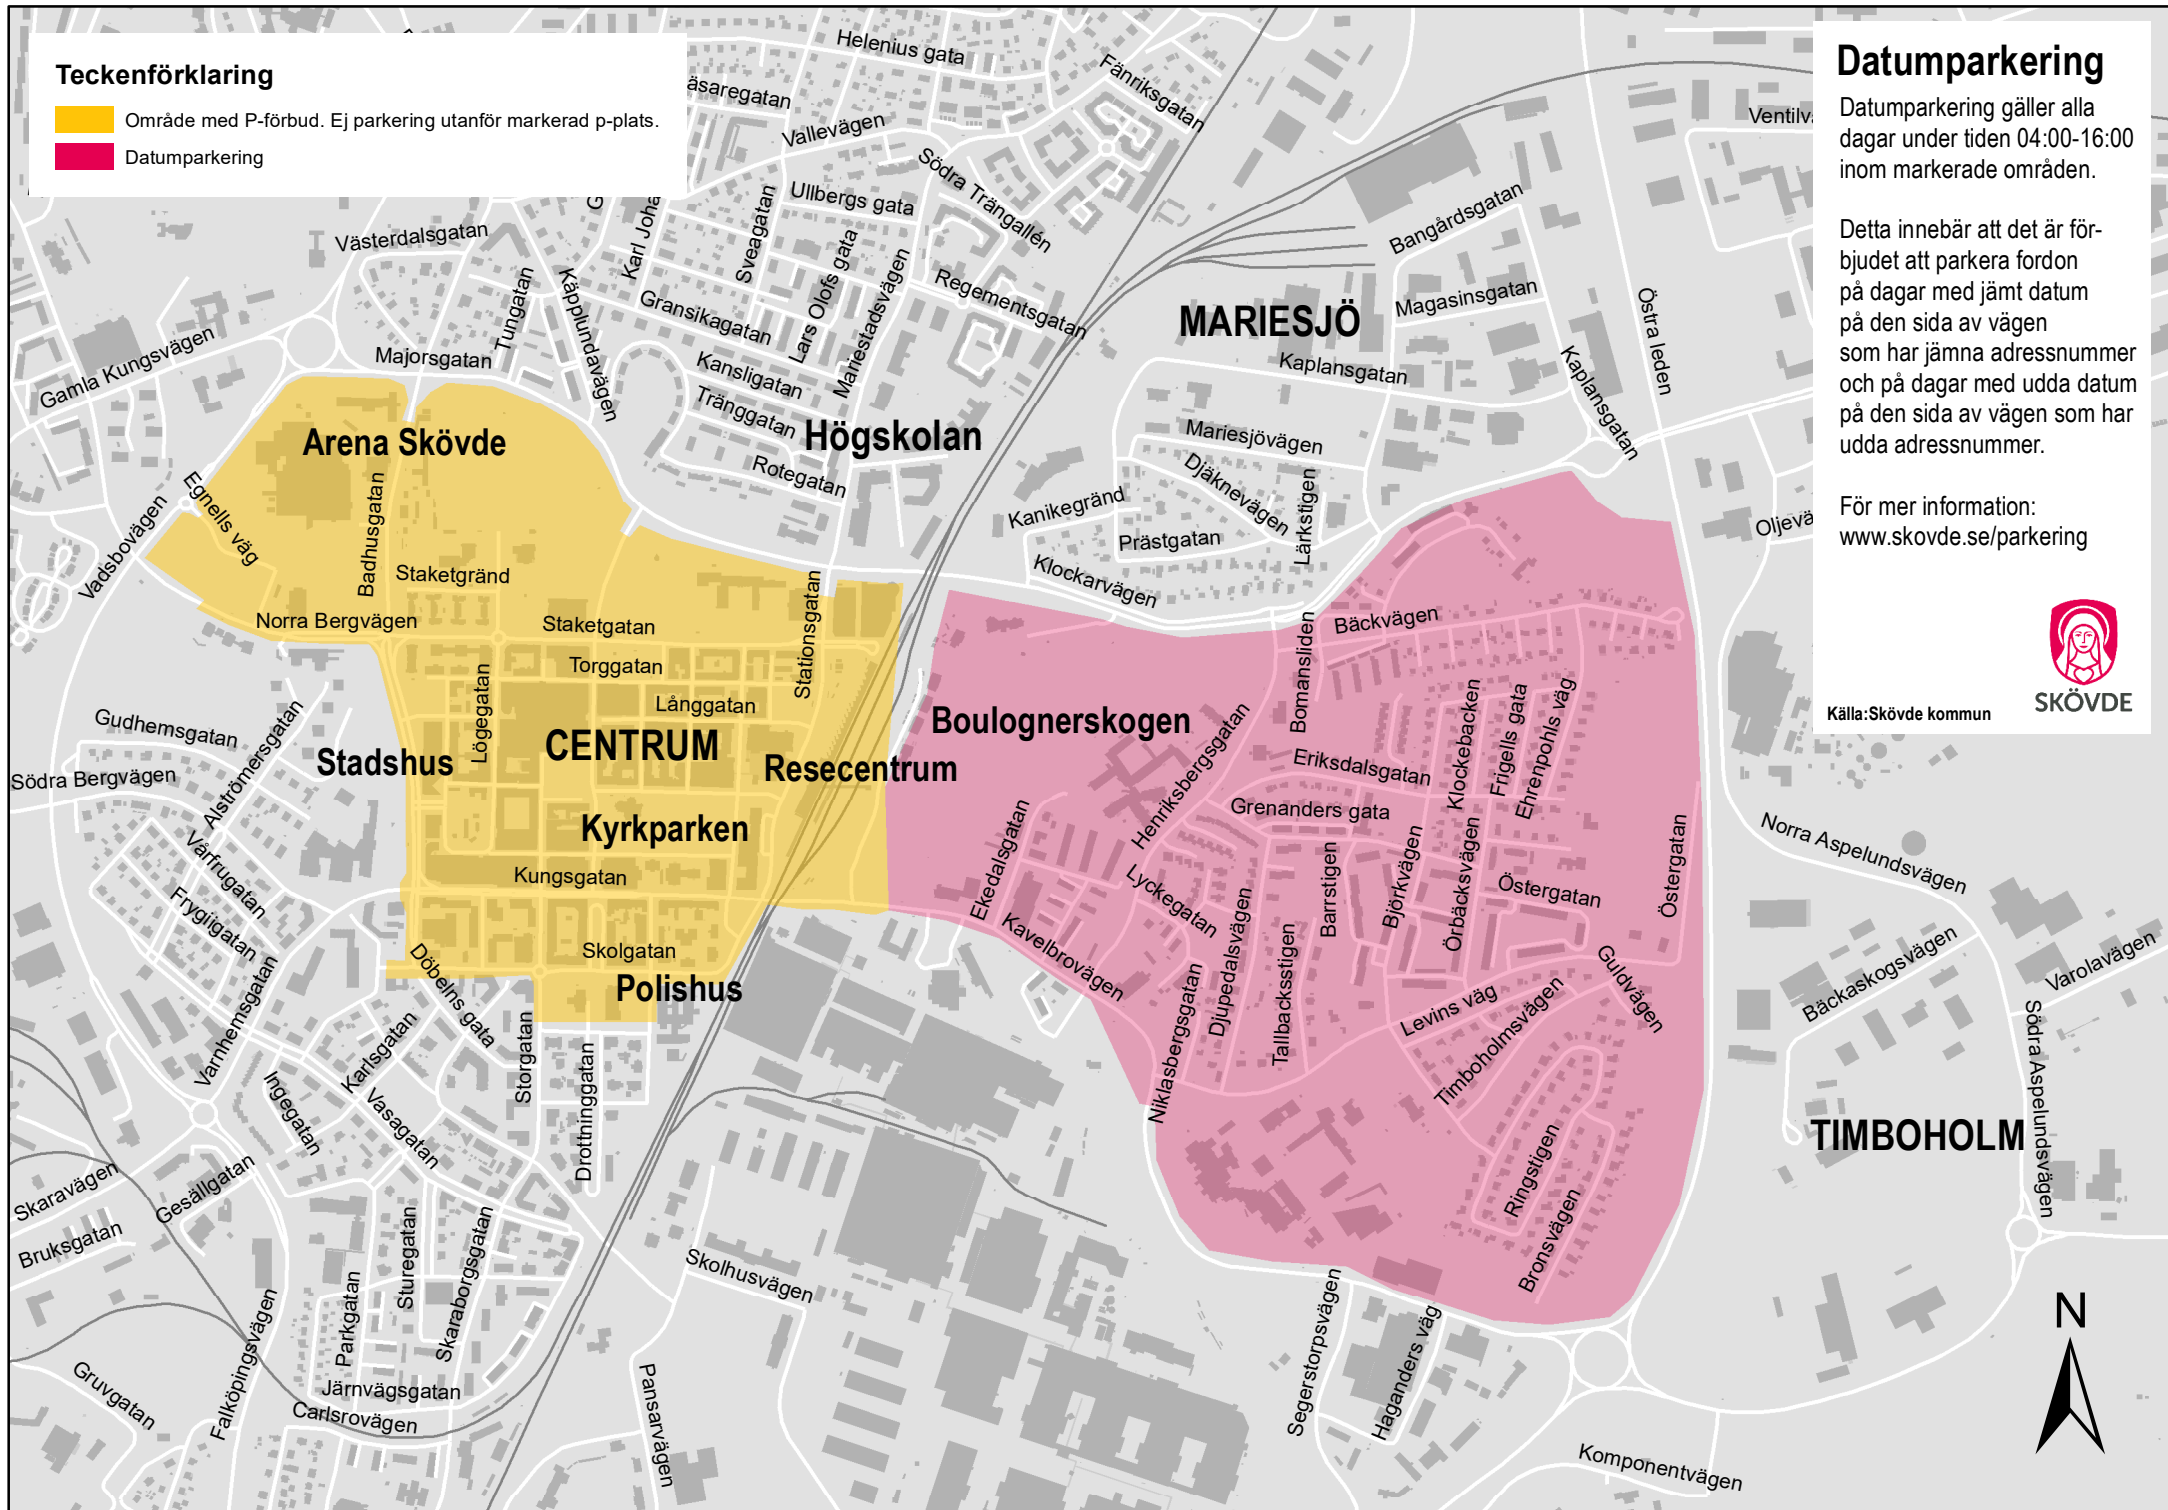 Teckenförklaring
Område med P-förbud. Ej parkering utanför markerad p-plats.
Datumparkering
Datumparkering
Datumparkering gäller alla
dagar under tiden 04:00-16:00
inom markerade områden.
Detta innebär att det är för-
bjudet att parkera fordon
på dagar med jämt datum
på den sida av vägen
som har jämna adressnummer
och på dagar med udda datum
på den sida av vägen som har
udda adressnummer.
För mer information:
www.skovde.se/parkering
SKÖVDE
Källa:Skövde kommun
Helenius gata
Fänriksgatan
äsaregatan
Vallevägen
Ventilv
Södra Trängallén
Ullbergs gata
Sveagatan
Karl Joha
Västerdalsgatan
Bangårdsgatan
Lars Olofs gata
Mariestadsvägen
Regementsgatan
Tungatan
Käpplundavägen
Gransikagatan
Magasinsgatan
MARIESJÖ
Östra leden
Gamla Kungsvägen
Majorsgatan
Kansligatan
Kaplansgatan
Kaplansgatan
Tränggatan
Högskolan
Arena Skövde
Mariesjövägen
Rotegatan
Djäknevägen
Lärkstigen
Egnells väg
Vadsbovägen
Badhusgatan
Kanikegränd
Prästgatan
Oljevä
Staketgränd
Klockarvägen
Norra Bergvägen
Staketgatan
Stationsgatan
Bomansliden
Bäckvägen
Torggatan
Lögegatan
Långgatan
Boulognerskogen
Klockebacken
Frigells gata
Ehrenpohls väg
Gudhemsgatan
Alströmersgatan
Stadshus
CENTRUM
Resecentrum
Henriksbergsgatan
Eriksdalsgatan
Södra Bergvägen
Grenanders gata
Kyrkparken
Norra Aspelundsvägen
Vårfrugatan
Ekedalsgatan
Kungsgatan
Lyckegatan
Djupedalsvägen
Barrstigen
Björkvägen
Örbäcksvägen
Östergatan
Östergatan
Frygiigatan
Kavelbrovägen
Skolgatan
Döbelns gata
Polishus
Tallbacksstigen
Guldvägen
Bäckaskogsvägen
Varolavägen
Varnhemsgatan
Niklasbergsgatan
Levins väg
Timboholmsvägen
Karlsgatan
Storgatan
Drottninggatan
Södra Aspelundsvägen
Ingegatan
Vasagatan
TIMBOHOLM
Ringstigen
Skaravägen
Gesällgatan
Bronsvägen
Bruksgatan
Sturegatan
Skaraborgsgatan
Skolhusvägen
Parkgatan
Falköpingsvägen
Segerstorpsvägen
Haganders väg
N
Gruvgatan
Järnvägsgatan
Carlsrovägen
Pansarvägen
Komponentvägen